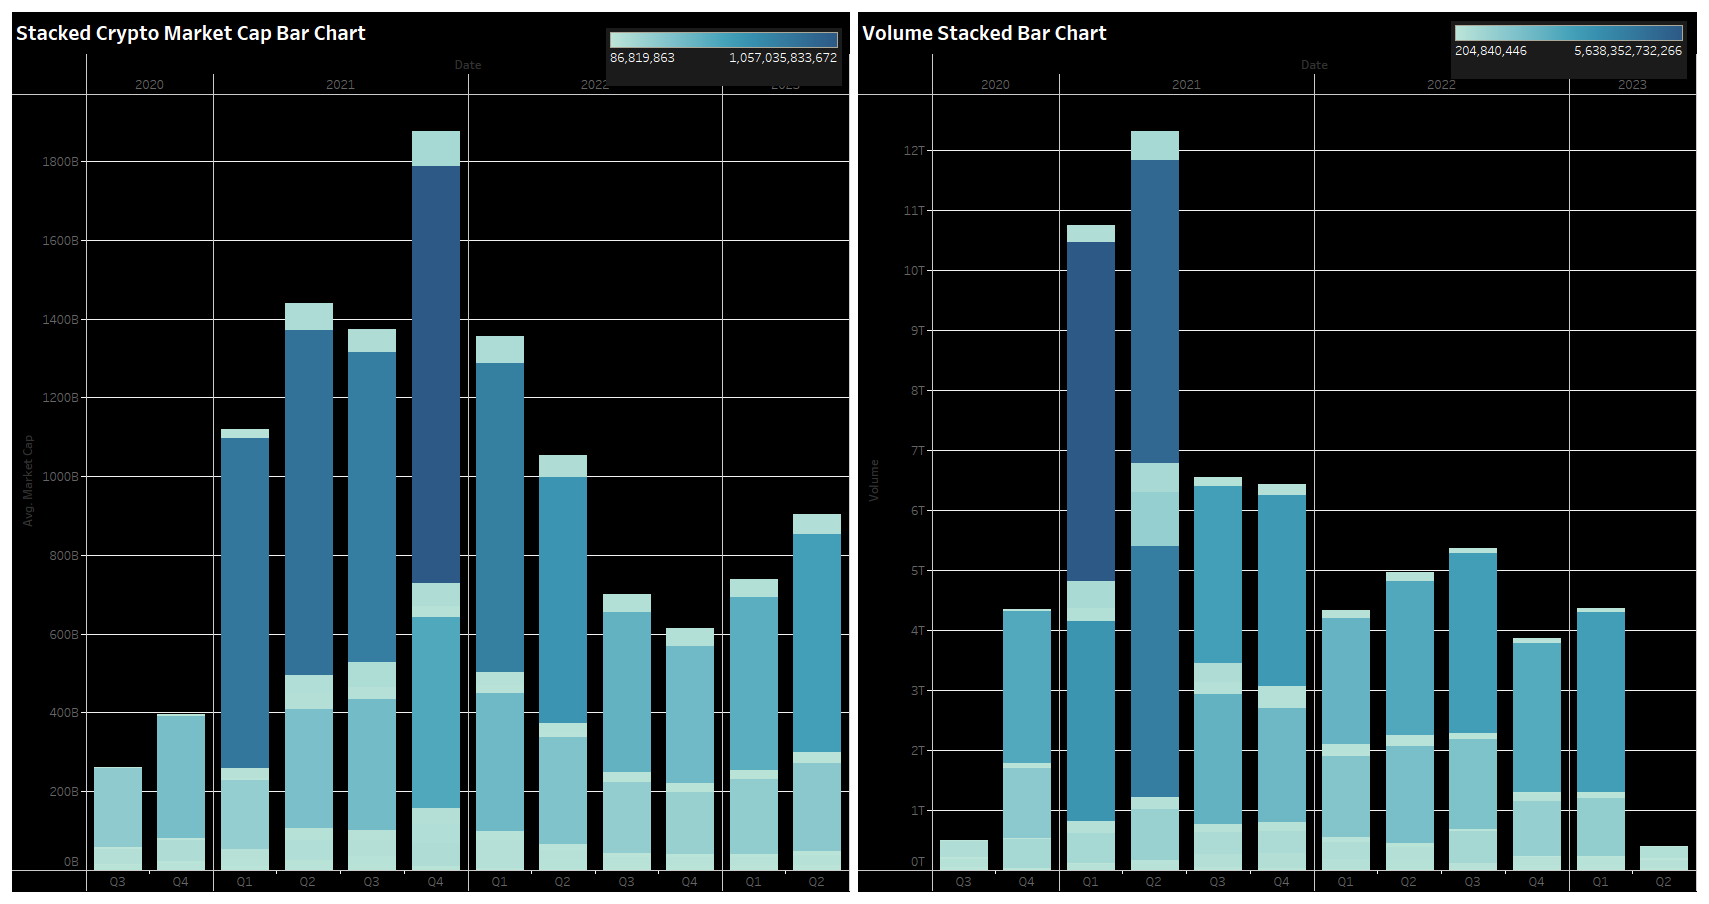 Stacked Crypto Market Cap Bar Chart
86,819,863 1,057,035,833,672
Date
2020 2021 2022 2023
1800B
1600B
1400B
1200B
1000B
800B
600B
400B
200B
0B
Avg. Market Cap
Q3 Q4 Q1 Q2 Q3 Q4 Q1 Q2 Q3 Q4 Q1 Q2
Volume Stacked Bar Chart
204,840,446 5,638,352,732,266
Date
2020 2021 2022 2023
12T
11T
10T
9T
8T
7T
6T
5T
4T
3T
2T
1T
0T
Volume
Q3 Q4 Q1 Q2 Q3 Q4 Q1 Q2 Q3 Q4 Q1 Q2